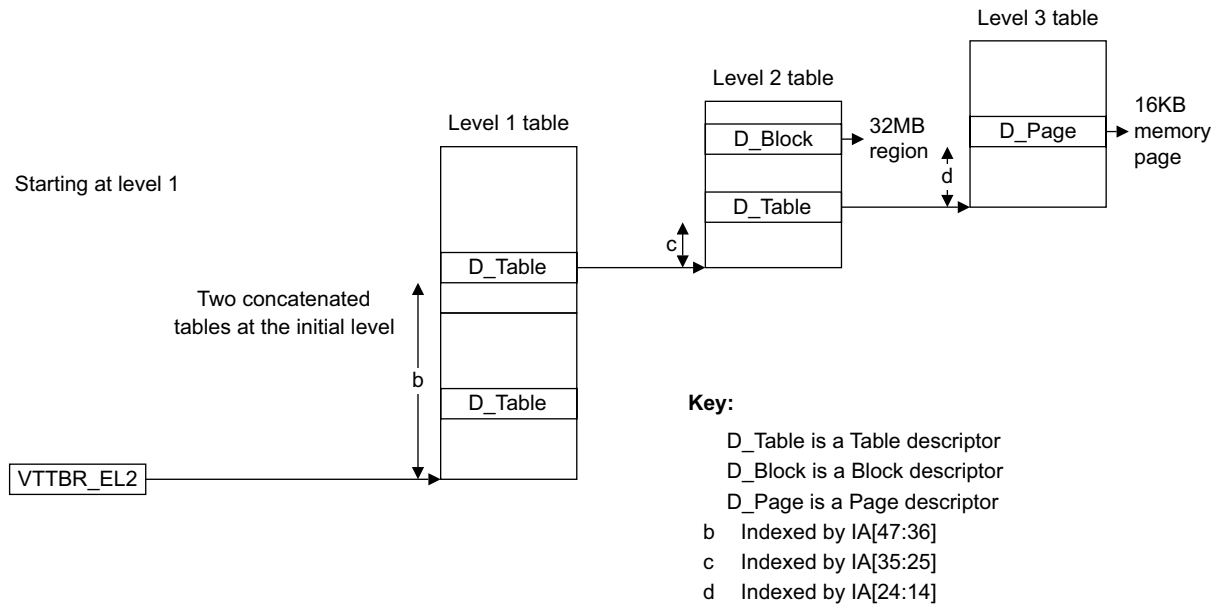 Level 3 table
Level 2 table
Level 1 table
D_Block
32MB
region
D_Page
16KB
memory
page
d
Starting at level 1
D_Table
c
D_Table
Two concatenated
tables at the initial level
b
D_Table
VTTBR_EL2
Key:
D_Table is a Table descriptor
D_Block is a Block descriptor
D_Page is a Page descriptor
b Indexed by IA[47:36]
c Indexed by IA[35:25]
d Indexed by IA[24:14]